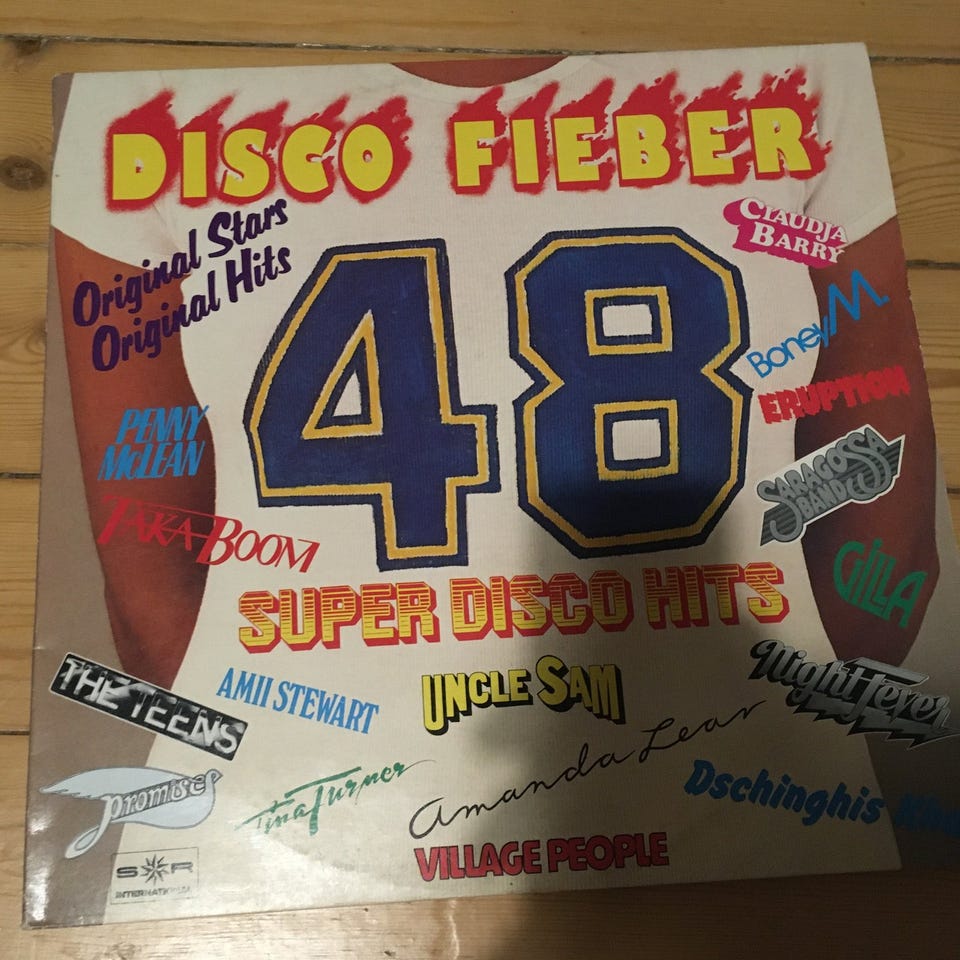 DISCO FIEBER
Original Stars
Original Hits
CLAUDJA
BARRY
48
Boney M.
ERUPTION
PENNY
McLEAN
SARAGOSSA
BAND
TAKA-BOOM
GILLA
SUPER DISCO HITS
THE TEENS
AMII STEWART
UNCLE SAM
Night Fever
promises
Tina Turner
Amanda Lear
Dschinghis Kha
VILLAGE PEOPLE
S★R
INTERNATIONAL